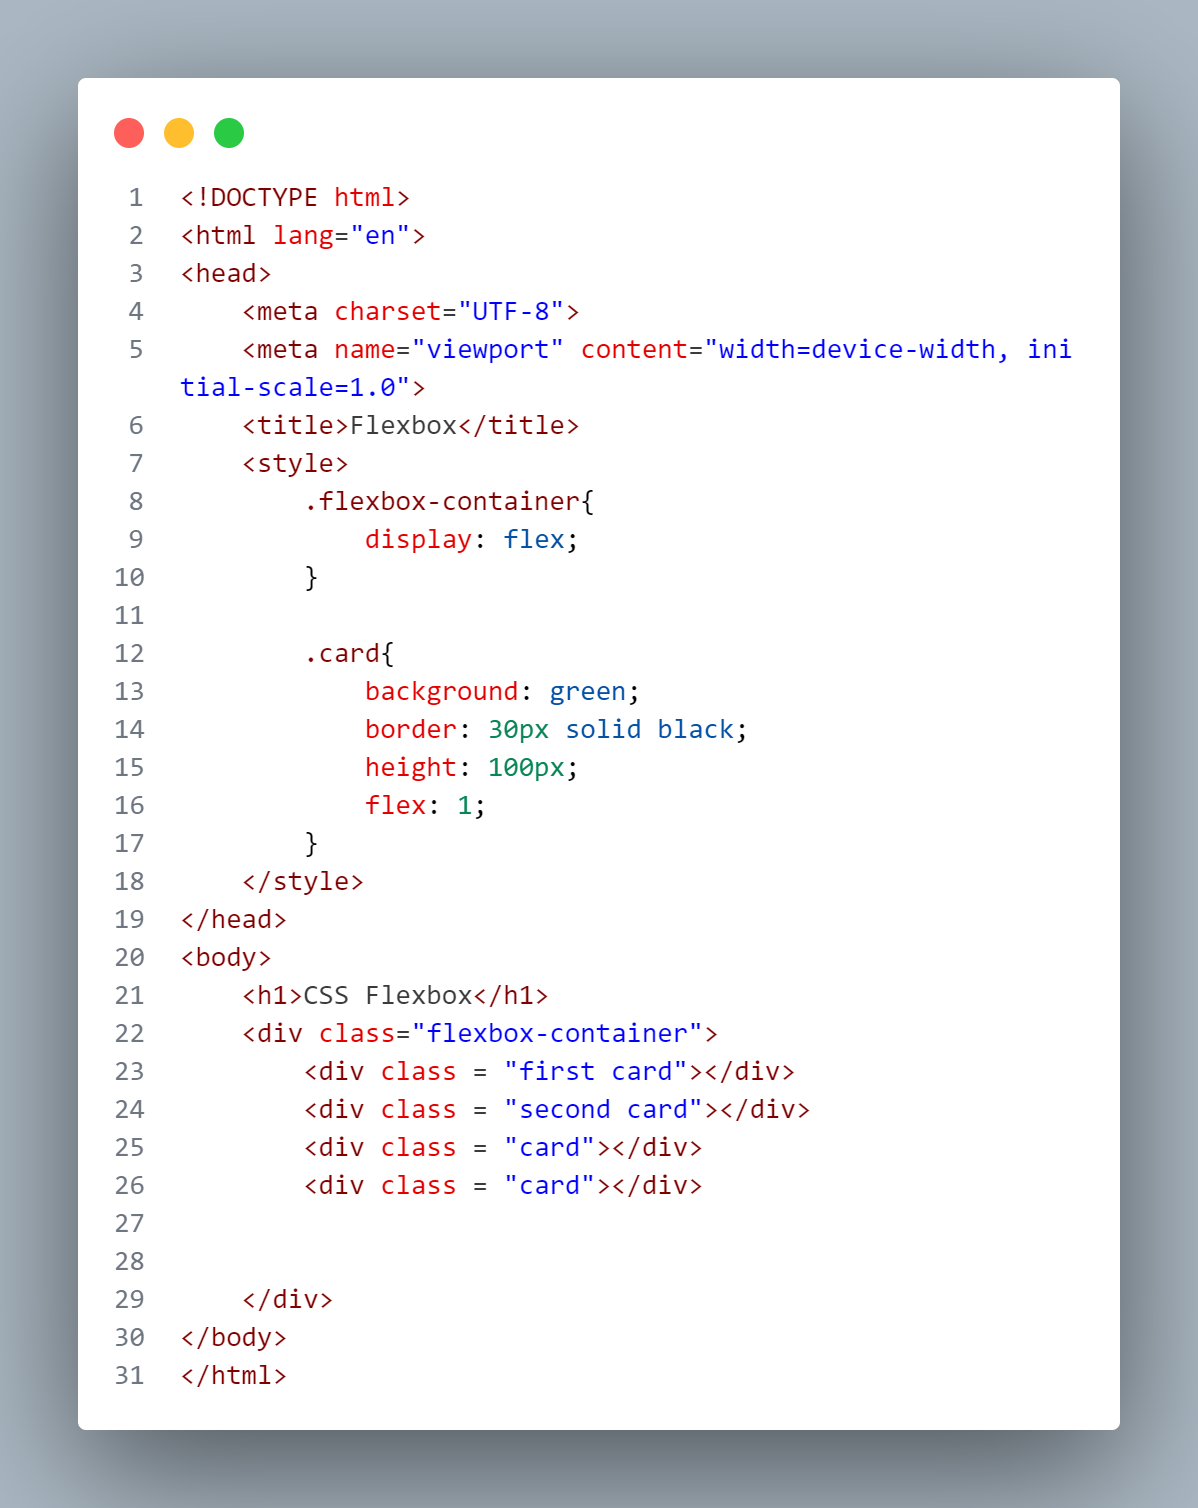 1 <!DOCTYPE html>
2 <html lang="en">
3 <head>
4     <meta charset="UTF-8">
5     <meta name="viewport" content="width=device-width, ini
tial-scale=1.0">
6     <title>Flexbox</title>
7     <style>
8         .flexbox-container{
9             display: flex;
10         }
11
12         .card{
13             background: green;
14             border: 30px solid black;
15             height: 100px;
16             flex: 1;
17         }
18     </style>
19 </head>
20 <body>
21     <h1>CSS Flexbox</h1>
22     <div class="flexbox-container">
23         <div class = "first card"></div>
24         <div class = "second card"></div>
25         <div class = "card"></div>
26         <div class = "card"></div>
27
28
29     </div>
30 </body>
31 </html>